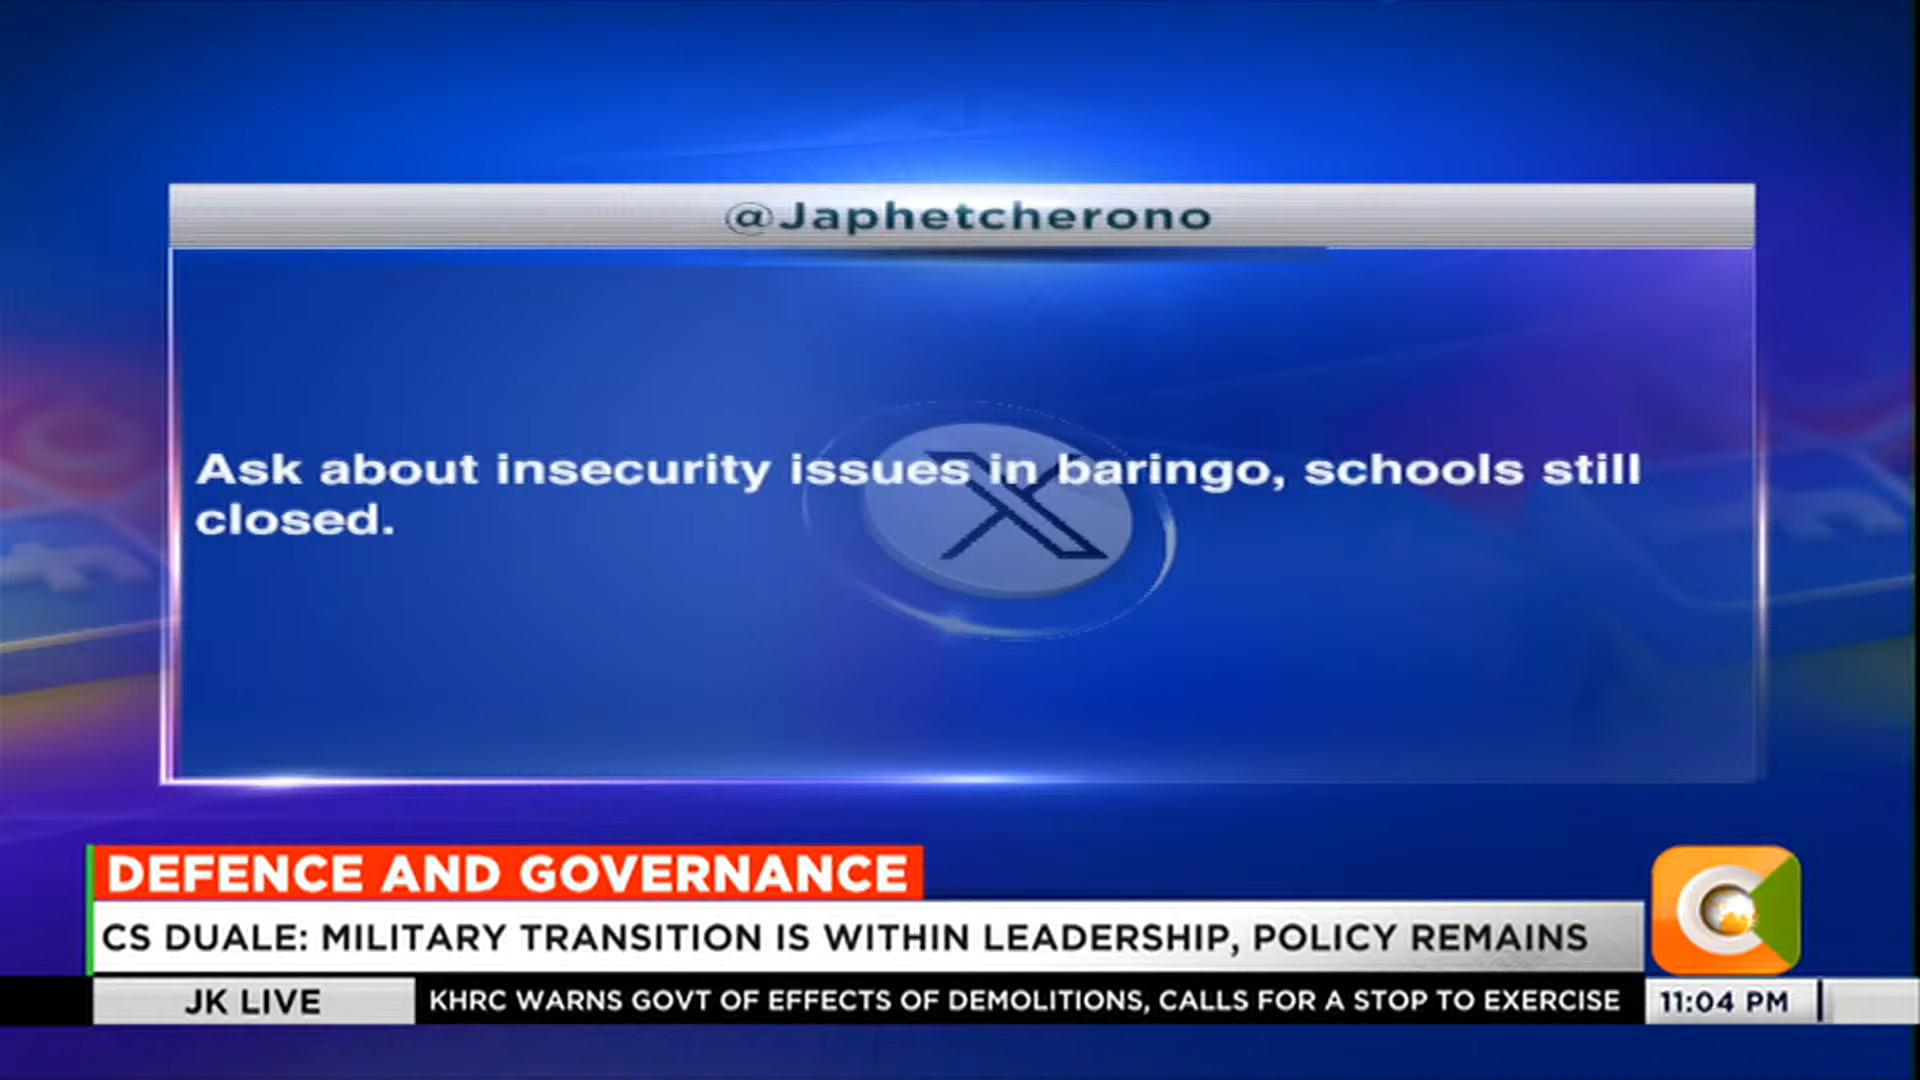 @Japhetcherono
Ask about insecurity issues in baringo, schools still
closed.
DEFENCE AND GOVERNANCE
CS DUALE: MILITARY TRANSITION IS WITHIN LEADERSHIP, POLICY REMAINS
JK LIVE
KHRC WARNS GOVT OF EFFECTS OF DEMOLITIONS, CALLS FOR A STOP TO EXERCISE
11:04 PM